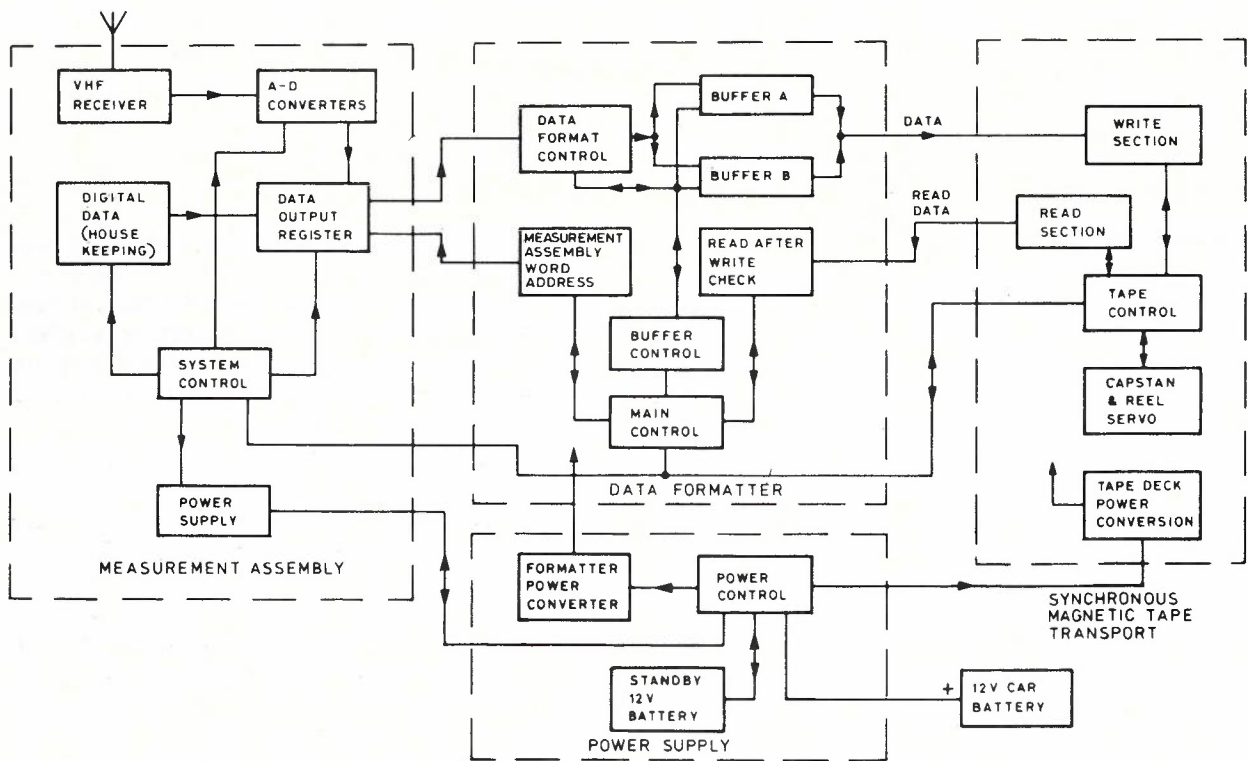 VHF
RECEIVER
A-D
CONVERTERS
DIGITAL
DATA
(HOUSE
KEEPING)
DATA
OUTPUT
REGISTER
SYSTEM
CONTROL
POWER
SUPPLY
MEASUREMENT ASSEMBLY
DATA
FORMAT
CONTROL
BUFFER A
BUFFER B
MEASUREMENT
ASSEMBLY
WORD
ADDRESS
READ AFTER
WRITE
CHECK
BUFFER
CONTROL
MAIN
CONTROL
DATA FORMATTER
DATA
READ
DATA
WRITE
SECTION
READ
SECTION
TAPE
CONTROL
CAPSTAN
& REEL
SERVO
TAPE DECK
POWER
CONVERSION
SYNCHRONOUS
MAGNETIC TAPE
TRANSPORT
FORMATTER
POWER
CONVERTER
POWER
CONTROL
STANDBY
12V
BATTERY
+
12V CAR
BATTERY
POWER SUPPLY